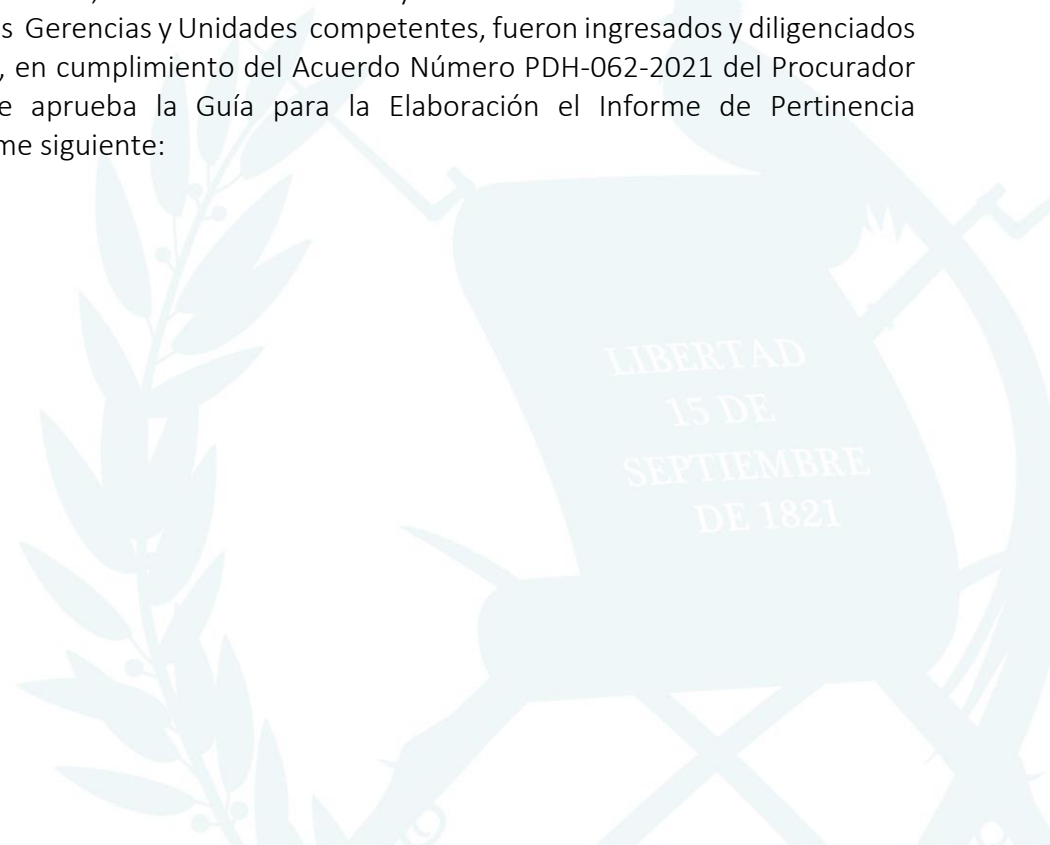 s Gerencias y Unidades competentes, fueron ingresados y diligenciados
, en cumplimiento del Acuerdo Número PDH-062-2021 del Procurador
e aprueba la Guía para la Elaboración el Informe de Pertinencia
me siguiente:
LIBERTAD
15 DE
SEPTIEMBRE
DE 1821